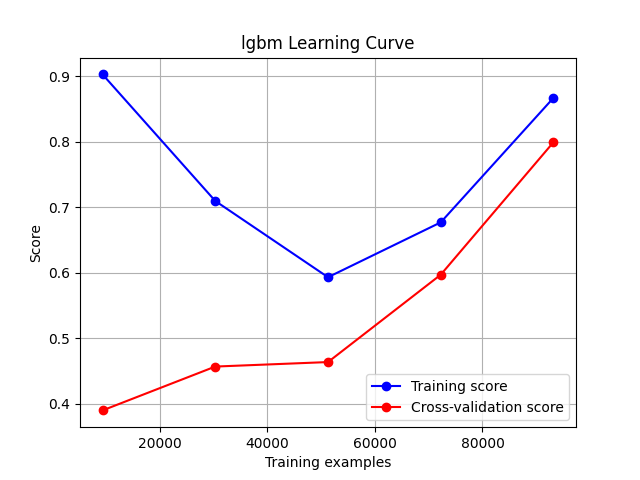 lgbm Learning Curve
0.9
0.8
0.7
0.6
0.5
0.4
Score
20000
40000
60000
80000
Training examples
Training score
Cross-validation score